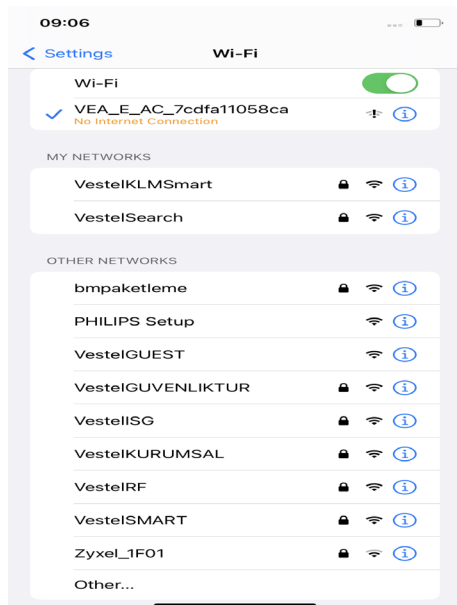 09:06
Settings
Wi-Fi
Wi-Fi
VEA_E_AC_7cdfa11058ca
No Internet Connection
MY NETWORKS
VestelKLMSmart
VestelSearch
OTHER NETWORKS
bmpaketleme
PHILIPS Setup
VestelGUEST
VestelGUVENLIKTUR
VestelISG
VestelKURUMSAL
VestelRF
VestelSMART
Zyxel_1F01
Other...